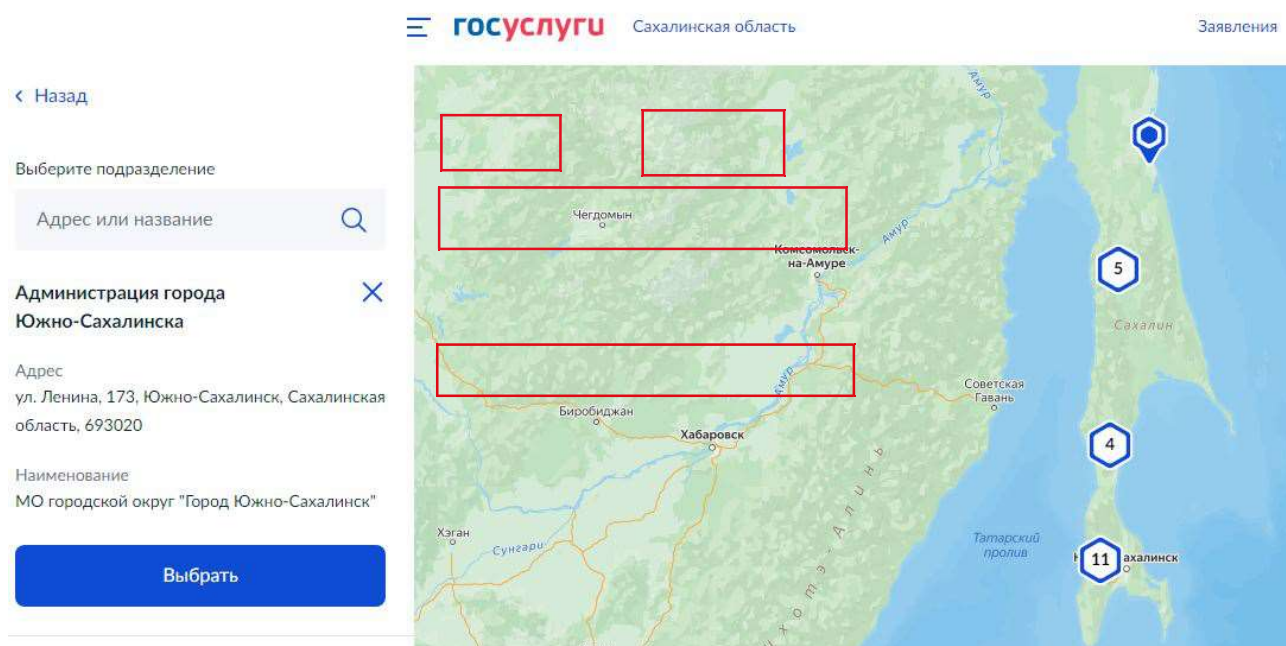 госуслуги
Сахалинская область
Заявления
Назад
Выберите подразделение
Адрес или название
Администрация города
Южно-Сахалинска
Адрес
ул. Ленина, 173, Южно-Сахалинск, Сахалинская
область, 693020
Наименование
МО городской округ "Город Южно-Сахалинск"
Выбрать
Амур
Чегдомын
Амур
Комсомольск-
на-Амуре
5
Сахалин
Амур
Советская
Гавань
Биробиджан
Хабаровск
4
Хэган
Сунгари
Татарский
пролив
11
ахалинск